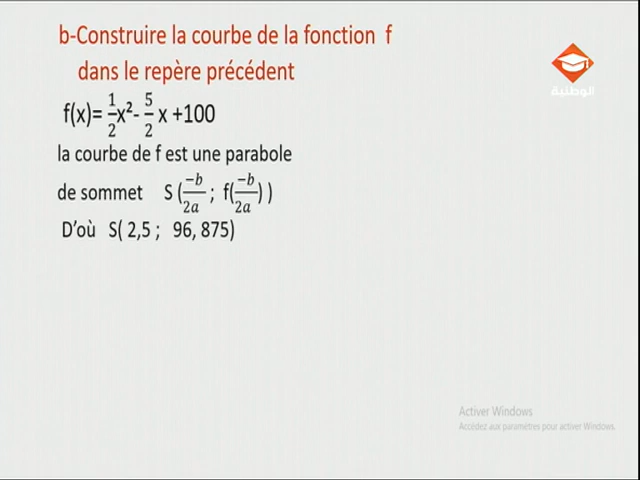 b-Construire la courbe de la fonction f
dans le repère précédent
الوطنية
f(x)= 1/2 x²- 5/2 x +100
la courbe de f est une parabole
de sommet S ( -b/2a ; f( -b/2a ) )
D'où S( 2,5 ; 96, 875)
Activer Windows
Accédez aux paramètres pour activer Windows.